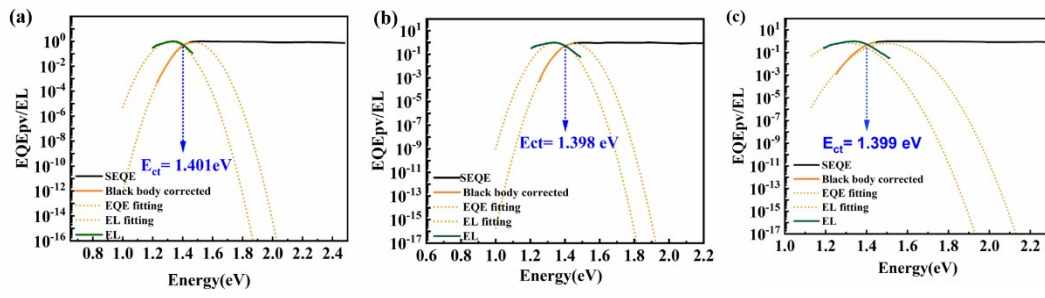 (a)
EQEpv/EL
10^0
10^-2
10^-4
10^-6
10^-8
10^-10
10^-12
10^-14
10^-16
E_ct= 1.401eV
SEQE
Black body corrected
EQE fitting
EL fitting
EL
0.8 1.0 1.2 1.4 1.6 1.8 2.0 2.2 2.4
Energy(eV)
(b)
EQEpv/EL
10^1
10^-1
10^-3
10^-5
10^-7
10^-9
10^-11
10^-13
10^-15
10^-17
Ect= 1.398 eV
SEQE
Black body corrected
EQE fitting
EL fitting
EL
0.6 0.8 1.0 1.2 1.4 1.6 1.8 2.0 2.2
Energy(eV)
(c)
EQEpv/EL
10^1
10^-1
10^-3
10^-5
10^-7
10^-9
10^-11
10^-13
10^-15
10^-17
E_ct= 1.399 eV
SEQE
Black body corrected
EQE fitting
EL fitting
EL
1.0 1.2 1.4 1.6 1.8 2.0 2.2
Energy(eV)